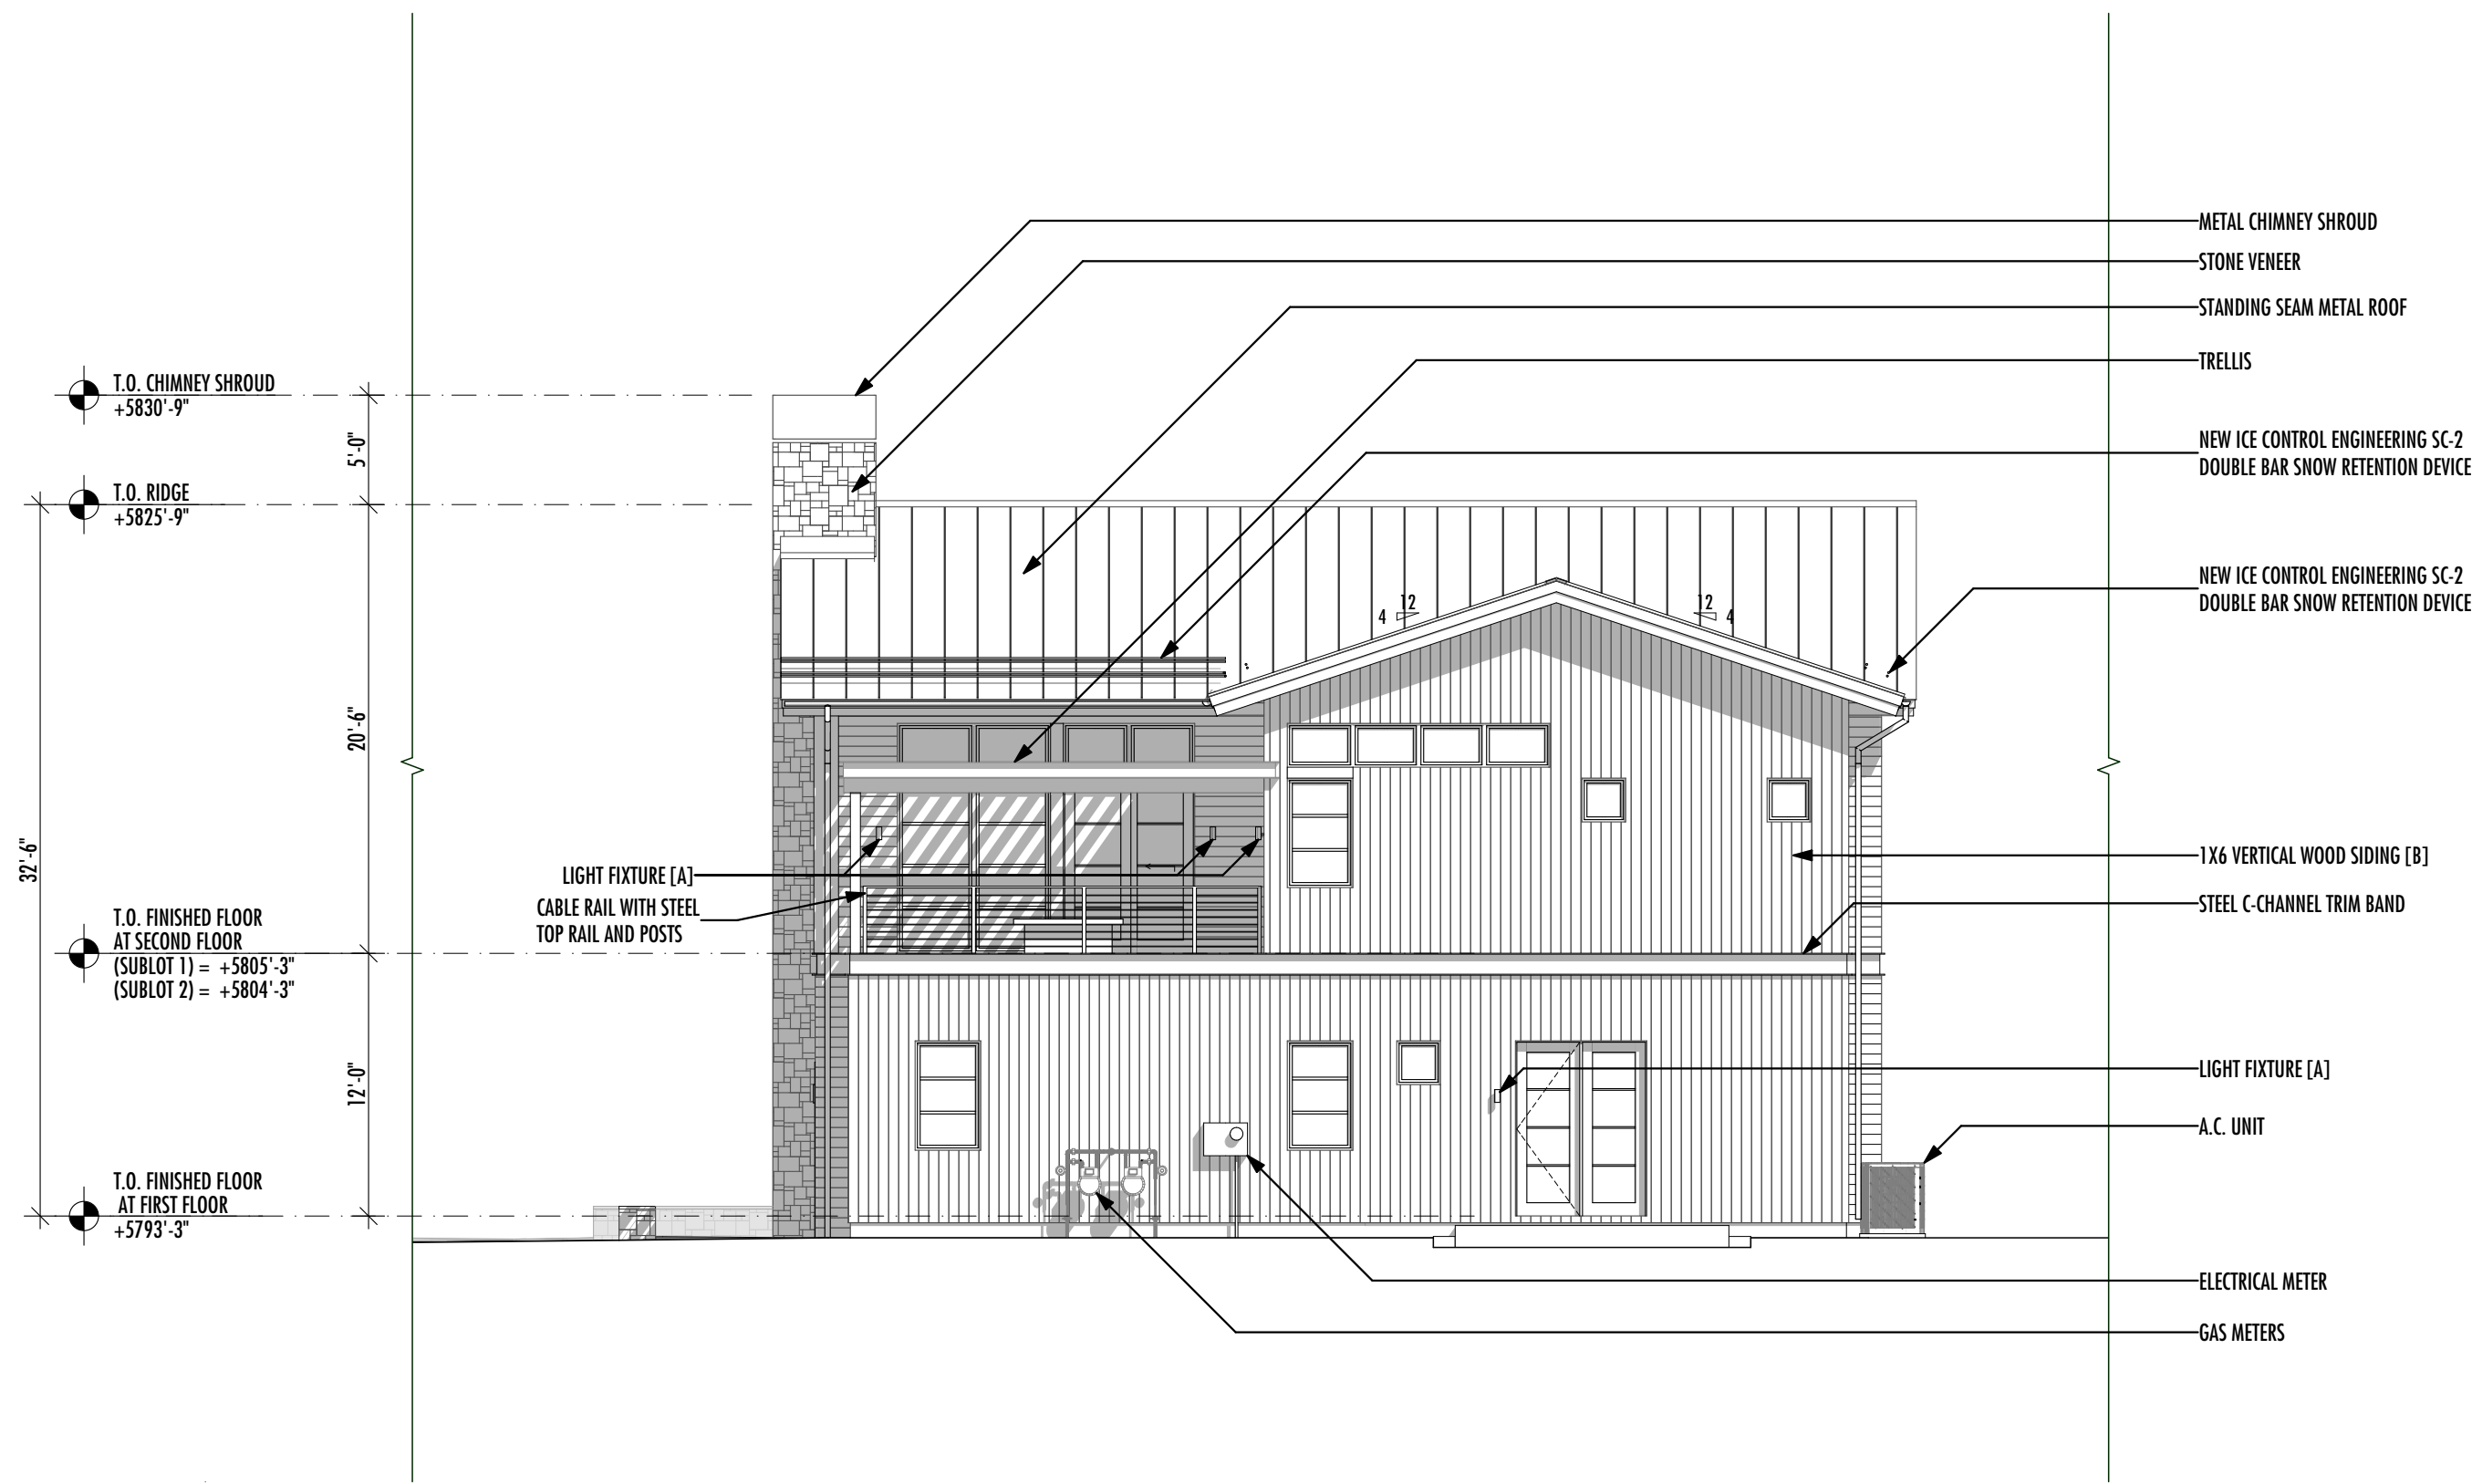 METAL CHIMNEY SHROUD
STONE VENEER
STANDING SEAM METAL ROOF
TRELLIS
T.O. CHIMNEY SHROUD
+5830'-9"
5'-0"
NEW ICE CONTROL ENGINEERING SC-2
DOUBLE BAR SNOW RETENTION DEVICE
T.O. RIDGE
+5825'-9"
NEW ICE CONTROL ENGINEERING SC-2
DOUBLE BAR SNOW RETENTION DEVICE
12
4
12
4
20'-6"
32'-6"
1X6 VERTICAL WOOD SIDING [B]
LIGHT FIXTURE [A]
CABLE RAIL WITH STEEL
TOP RAIL AND POSTS
STEEL C-CHANNEL TRIM BAND
T.O. FINISHED FLOOR
AT SECOND FLOOR
(SUBLOT 1) = +5805'-3"
(SUBLOT 2) = +5804'-3"
12'-0"
LIGHT FIXTURE [A]
A.C. UNIT
T.O. FINISHED FLOOR
AT FIRST FLOOR
+5793'-3"
ELECTRICAL METER
GAS METERS